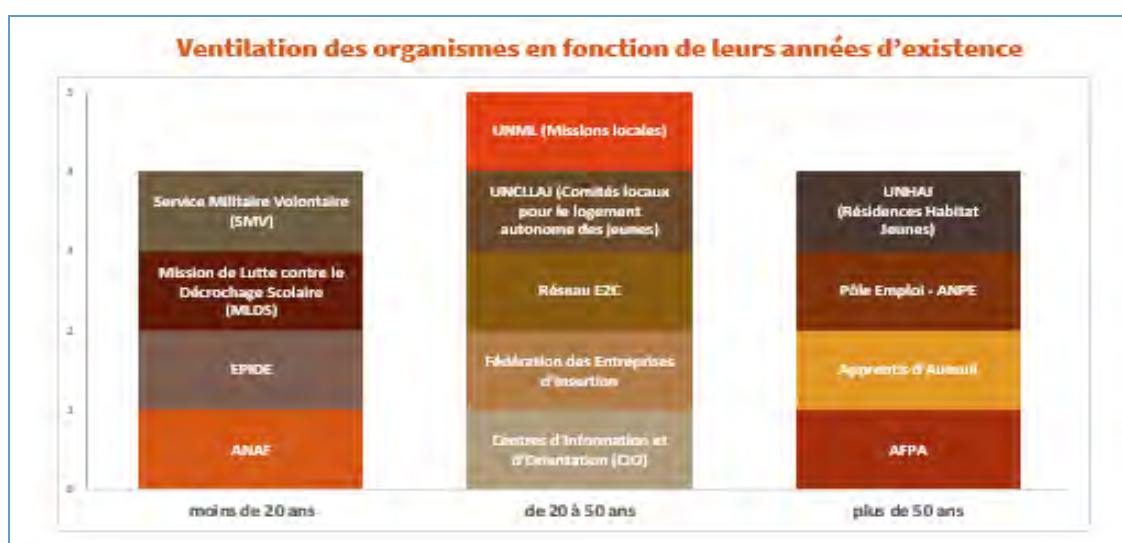 Ventilation des organismes en fonction de leurs années d'existence
5
4
3
2
1
0
Service Militaire Volontaire
(SMV)
Mission de Lutte contre le
Décrochage Scolaire
(MLDS)
EPIDE
ANAF
moins de 20 ans
UNML (Missions locales)
UNCLLAJ (Comités locaux
pour le logement
autonome des jeunes)
Réseau E2C
Fédération des Entreprises
d'Insertion
Centres d'Information et
d'Orientation (CIO)
de 20 à 50 ans
UNHAJ
(Résidences Habitat
Jeunes)
Pôle Emploi - ANPE
Apprentis d'Auteuil
AFPA
plus de 50 ans